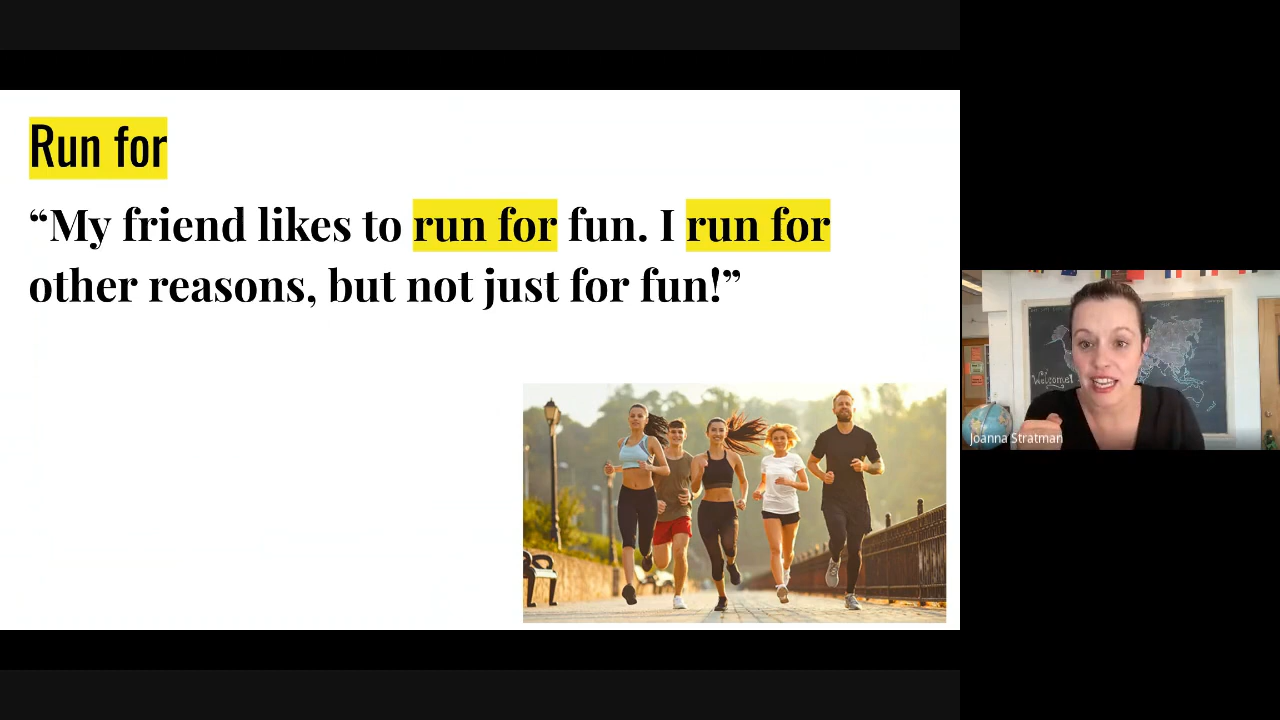 Run for
“My friend likes to run for fun. I run for
other reasons, but not just for fun!”
Welcome!
Joanna Stratman